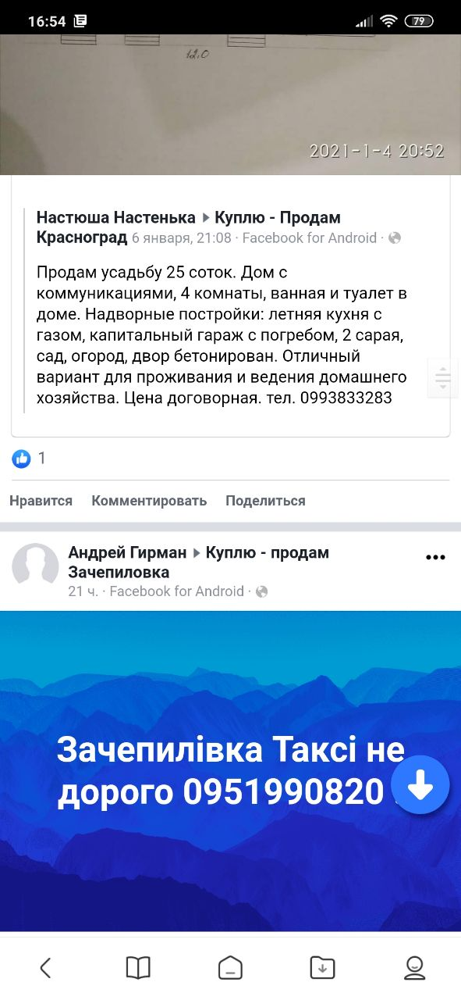 16:54
79
12,0
2021-1-4 20:52
Настюша Настенька ▸ Куплю - Продам
Красноград 6 января, 21:08 · Facebook for Android ·
Продам усадьбу 25 соток. Дом с
коммуникациями, 4 комнаты, ванная и туалет в
доме. Надворные постройки: летняя кухня с
газом, капитальный гараж с погребом, 2 сарая,
сад, огород, двор бетонирован. Отличный
вариант для проживания и ведения домашнего
хозяйства. Цена договорная. тел. 0993833283
1
Нравится Комментировать Поделиться
Андрей Гирман ▸ Куплю - продам
Зачепиловка
21 ч. · Facebook for Android ·
Зачепилівка Таксі не
дорого 0951990820